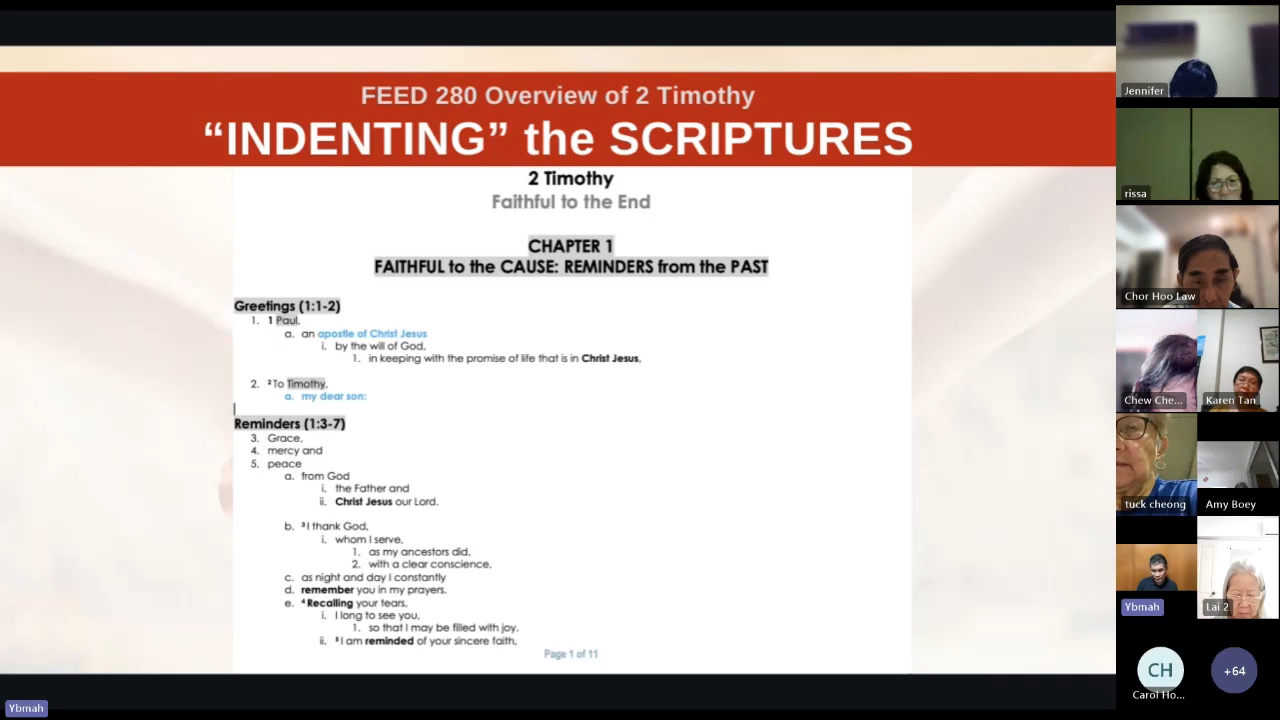 FEED 280 Overview of 2 Timothy
“INDENTING” the SCRIPTURES
2 Timothy
Faithful to the End
CHAPTER 1
FAITHFUL to the CAUSE: REMINDERS from the PAST
Greetings (1:1-2)
1. 1 Paul,
a. an apostle of Christ Jesus
i. by the will of God,
1. in keeping with the promise of life that is in Christ Jesus,
2. ² To Timothy,
a. my dear son:
Reminders (1:3-7)
3. Grace,
4. mercy and
5. peace
a. from God
i. the Father and
ii. Christ Jesus our Lord.
b. ³ I thank God,
i. whom I serve,
1. as my ancestors did,
2. with a clear conscience,
c. as night and day I constantly
d. remember you in my prayers.
e. ⁴ Recalling your tears,
i. I long to see you,
1. so that I may be filled with joy.
ii. ⁵ I am reminded of your sincere faith,
Page 1 of 11
Ybmah
Jennifer
rissa
Chor Hoo Law
Chew Che...
Karen Tan
tuck cheong
Amy Boey
Ybmah
Lai 2
CH
Carol Ho...
+64